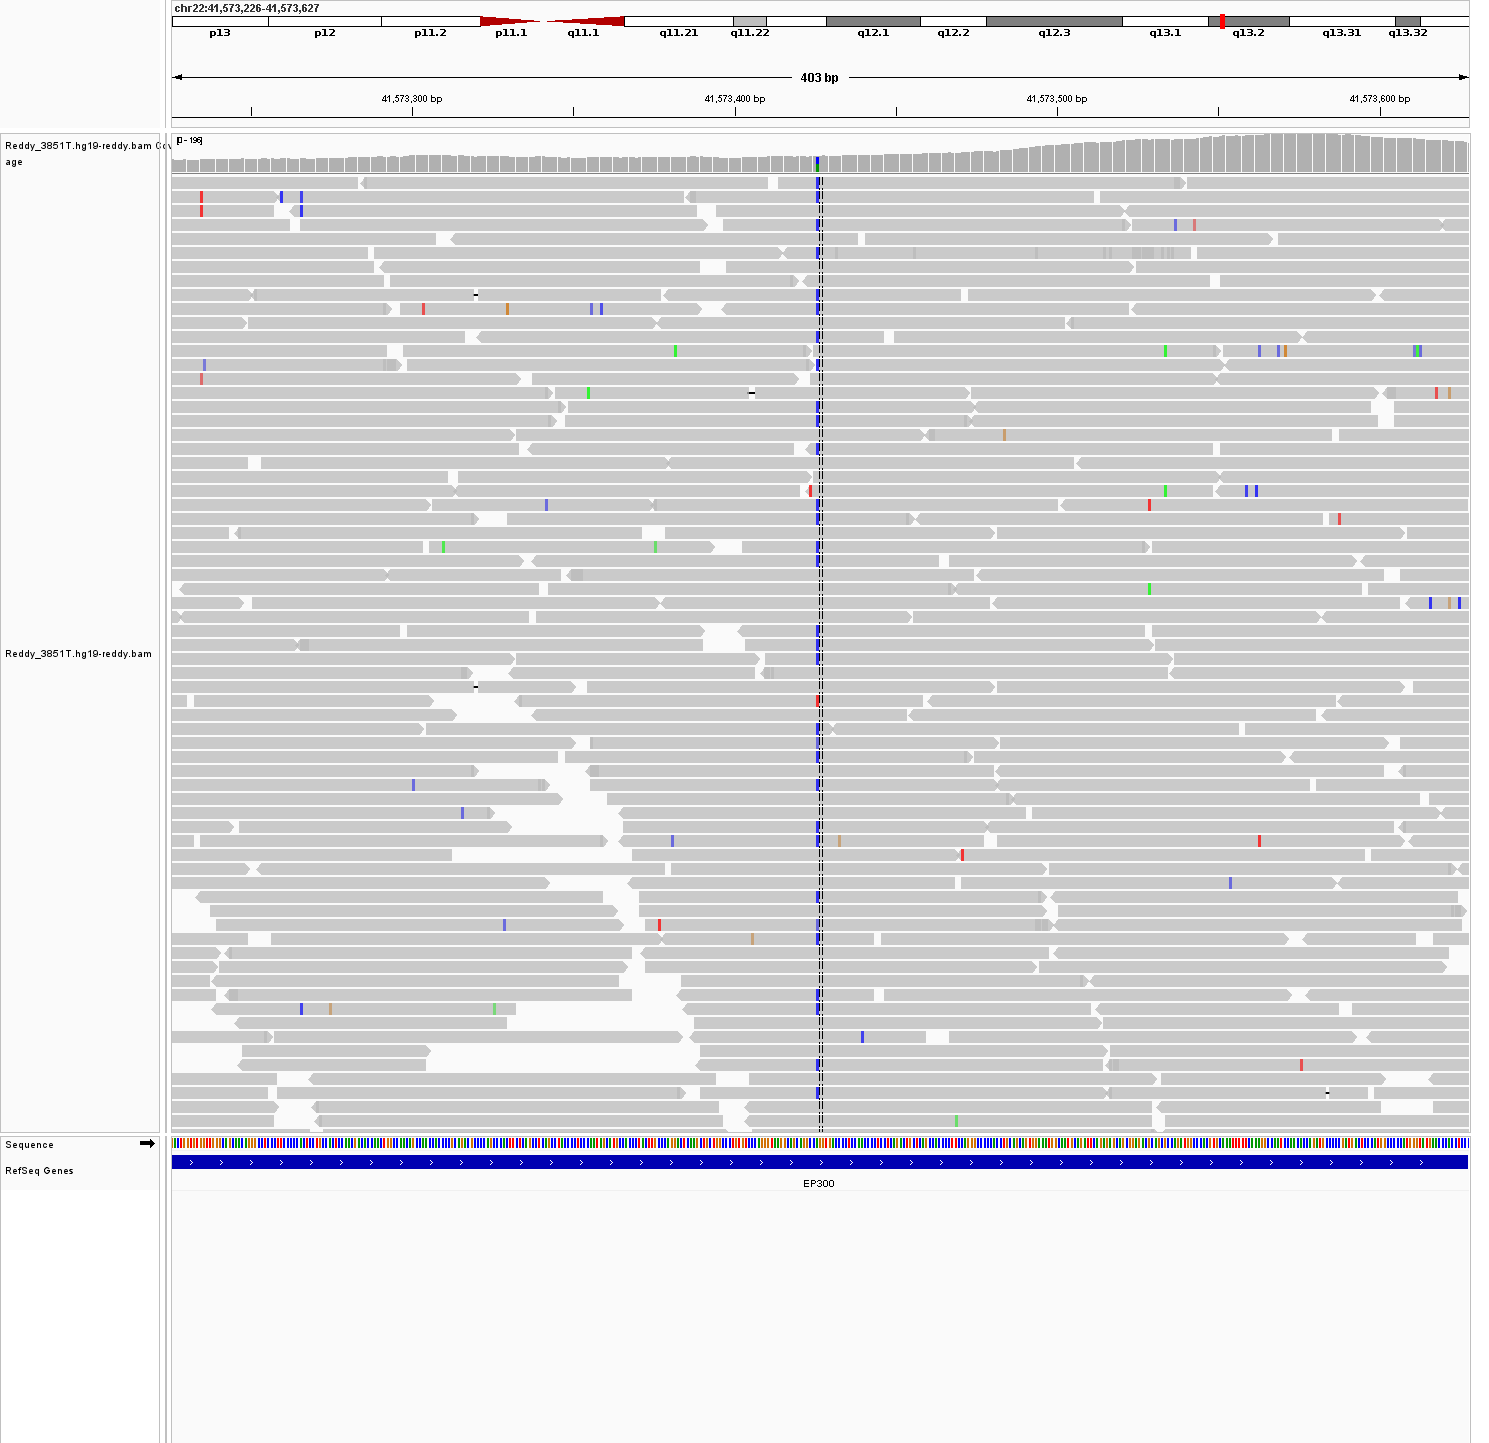 chr22:41,573,226-41,573,627
p13 p12 p11.2 p11.1 q11.1 q11.21 q11.22 q12.1 q12.2 q12.3 q13.1 q13.2 q13.31 q13.32
403 bp
41,573,300 bp 41,573,400 bp 41,573,500 bp 41,573,600 bp
[0 - 196]
Reddy_3851T.hg19-reddy.bam Cov
age
Reddy_3851T.hg19-reddy.bam
Sequence
RefSeq Genes
EP300